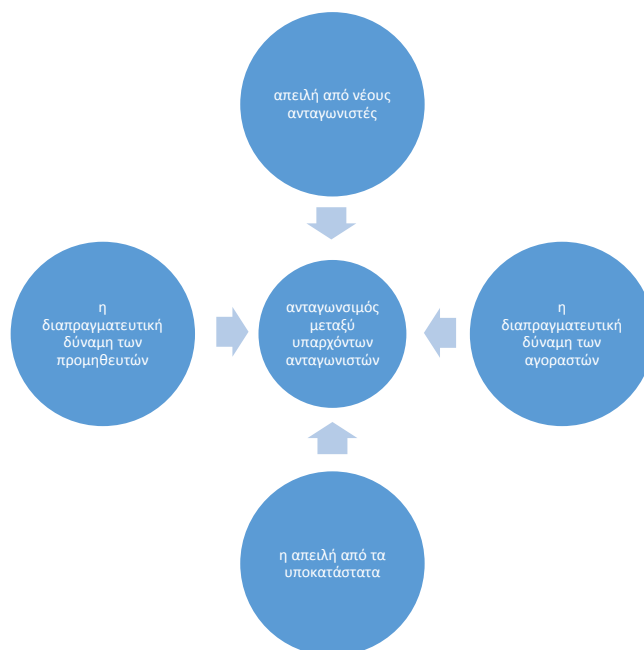 απειλή από νέους
ανταγωνιστές
η
διαπραγματευτική
δύναμη των
προμηθευτών
ανταγωνσιμός
μεταξύ
υπαρχόντων
ανταγωνιστών
η
διαπραγματευτική
δύναμη των
αγοραστών
η απειλή από τα
υποκατάστατα